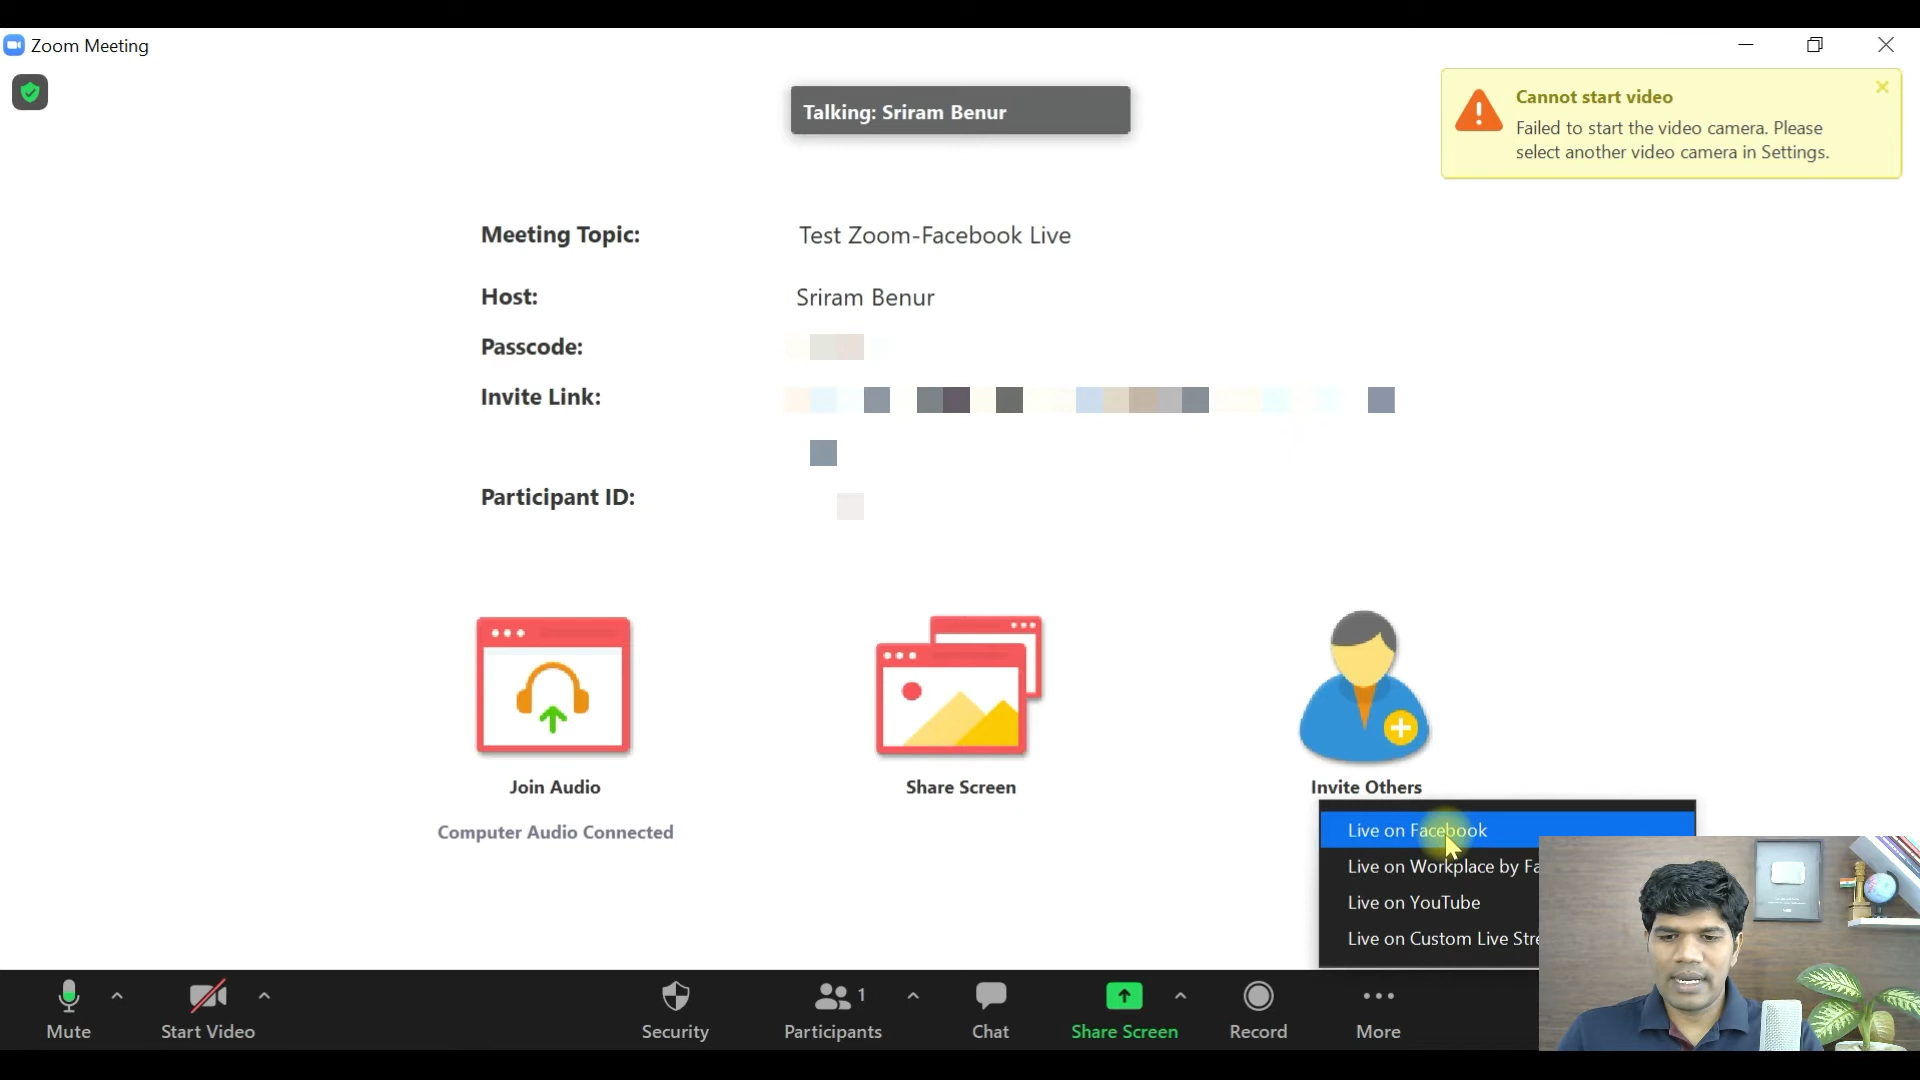 Zoom Meeting
Talking: Sriram Benur
Cannot start video
Failed to start the video camera. Please
select another video camera in Settings.
Meeting Topic: Test Zoom-Facebook Live
Host: Sriram Benur
Passcode:
Invite Link:
Participant ID:
Join Audio
Share Screen
Invite Others
Computer Audio Connected
Live on Facebook
Live on Workplace by Fa
Live on YouTube
Live on Custom Live Stre
1
Mute
Start Video
Security
Participants
Chat
Share Screen
Record
More